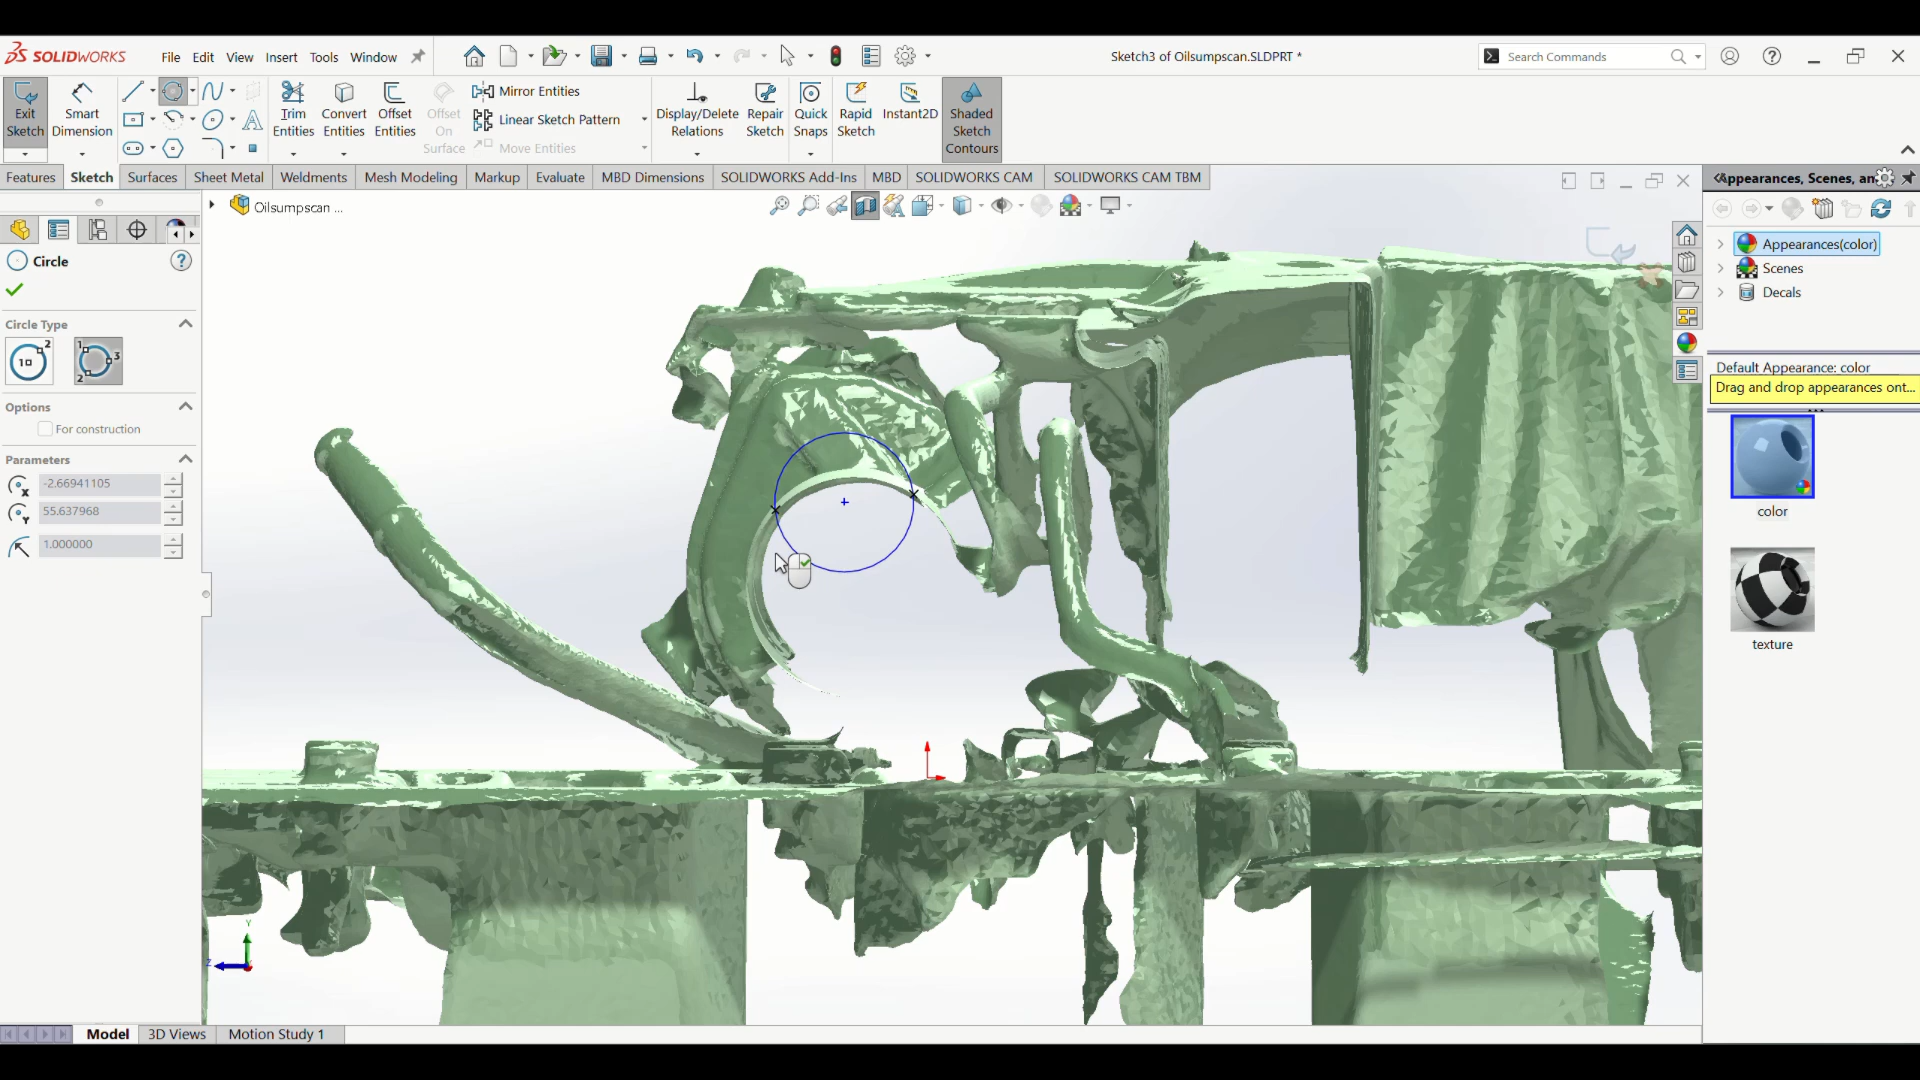 SOLIDWORKS
File Edit View Insert Tools Window
Sketch3 of Oilsumpscan.SLDPRT *
Search Commands
Exit Sketch
Smart Dimension
Trim Entities
Convert Entities
Offset Entities
Offset On Surface
Mirror Entities
Linear Sketch Pattern
Move Entities
Display/Delete Relations
Repair Sketch
Quick Snaps
Rapid Sketch
Instant2D
Shaded Sketch Contours
Features Sketch Surfaces Sheet Metal Weldments Mesh Modeling Markup Evaluate MBD Dimensions SOLIDWORKS Add-Ins MBD SOLIDWORKS CAM SOLIDWORKS CAM TBM
Oilsumpscan ...
Circle
Circle Type
Options
For construction
Parameters
-2.66941105
55.637968
1.000000
Appearances, Scenes, an
Appearances(color)
Scenes
Decals
Default Appearance: color
Drag and drop appearances ont...
color
texture
Y
Z
Model 3D Views Motion Study 1